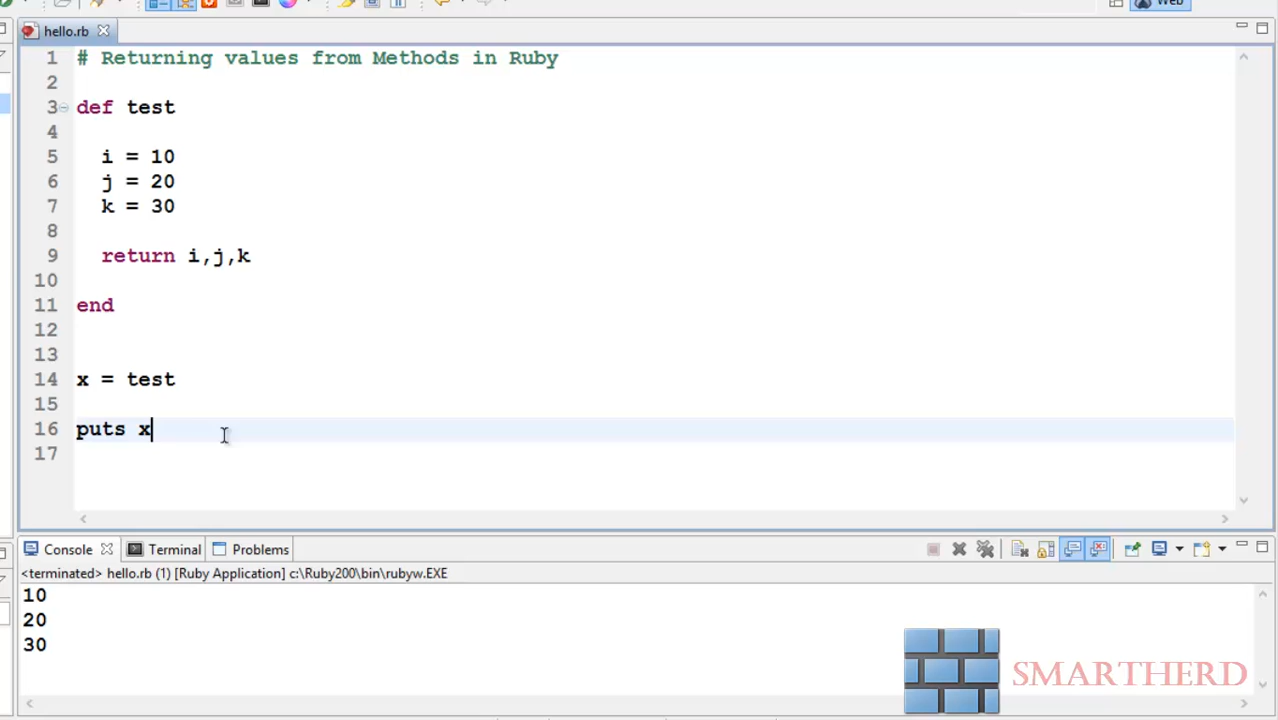 Web
hello.rb
1 # Returning values from Methods in Ruby
2
3 def test
4
5 i = 10
6 j = 20
7 k = 30
8
9 return i,j,k
10
11 end
12
13
14 x = test
15
16 puts x
17
Console Terminal Problems
<terminated> hello.rb (1) [Ruby Application] c:\Ruby200\bin\rubyw.EXE
10
20
30
SMARTHERD